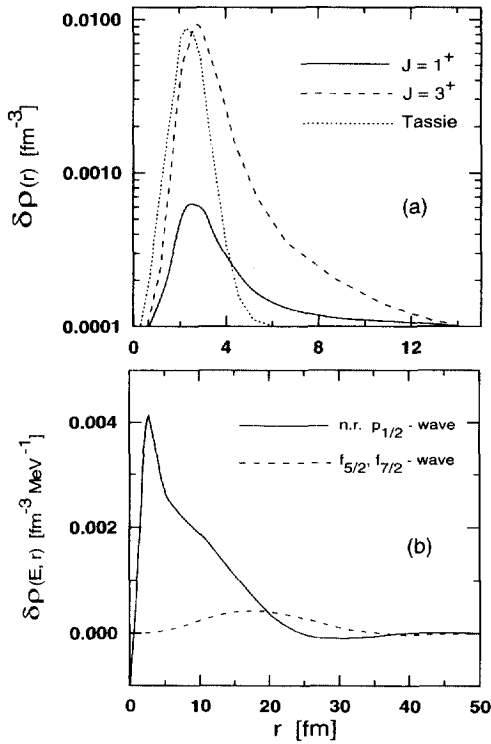 0.0100
0.0010
0.0001
δρ(r) [fm⁻³]
J = 1⁺
J = 3⁺
Tassie
(a)
0 4 8 12
0.004
0.002
0.000
δρ(E, r) [fm⁻³ MeV⁻¹]
n.r. p₁/₂ - wave
f₅/₂, f₇/₂ - wave
(b)
0 10 20 30 40 50
r [fm]